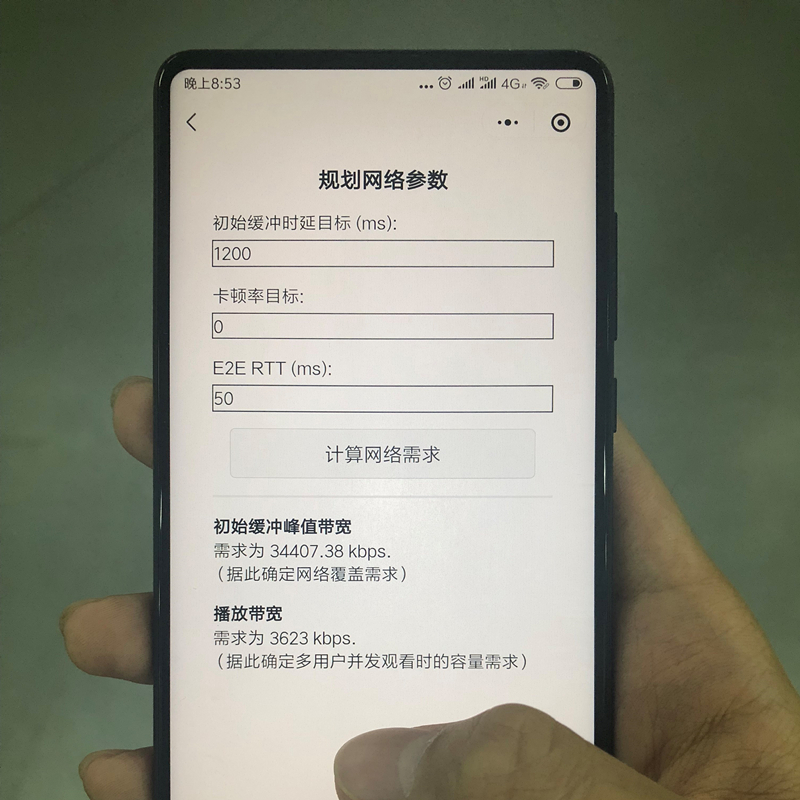 晚上8:53
HD
4G
规划网络参数
初始缓冲时延目标 (ms):
1200
卡顿率目标:
0
E2E RTT (ms):
50
计算网络需求
初始缓冲峰值带宽
需求为 34407.38 kbps.
（据此确定网络覆盖需求）
播放带宽
需求为 3623 kbps.
（据此确定多用户并发观看时的容量需求）